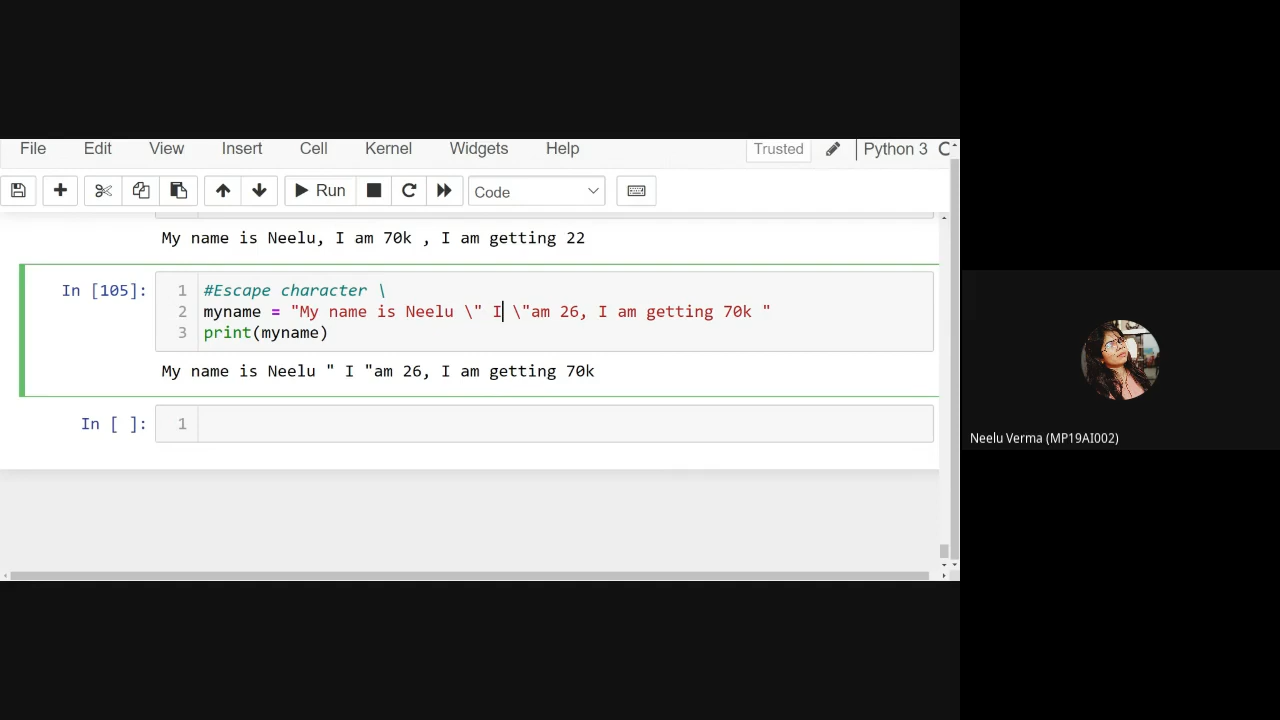 File Edit View Insert Cell Kernel Widgets Help Trusted Python 3
Run Code
My name is Neelu, I am 70k , I am getting 22
In [105]: 1 #Escape character \
2 myname = "My name is Neelu \" I \"am 26, I am getting 70k "
3 print(myname)
My name is Neelu " I "am 26, I am getting 70k
In [ ]: 1
Neelu Verma (MP19AI002)